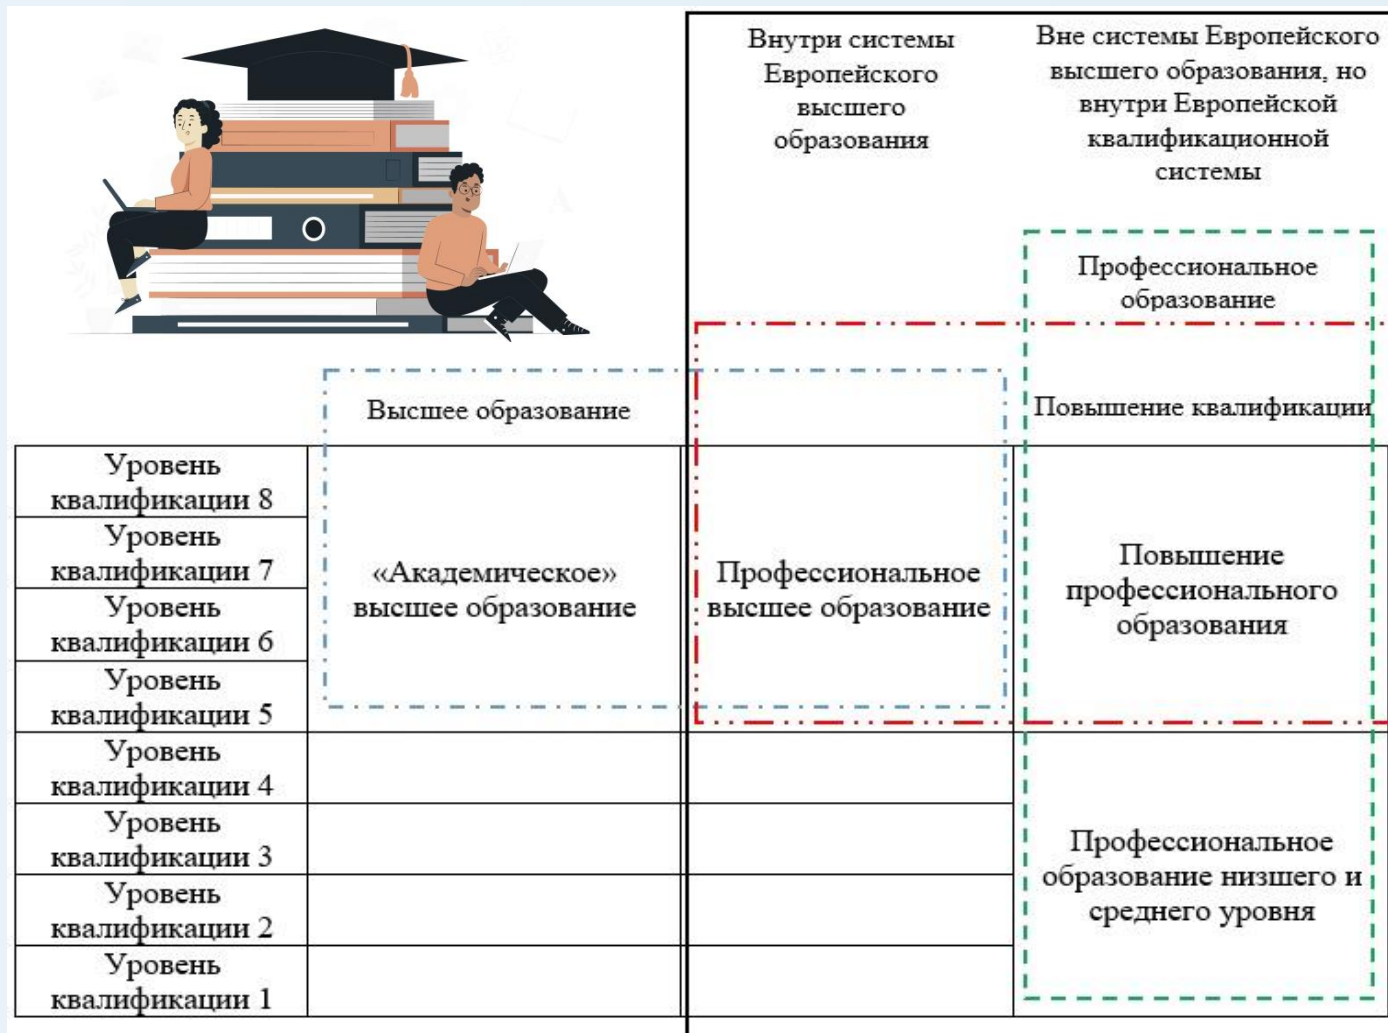 Внутри системы
Европейского
высшего
образования
Вне системы Европейского
высшего образования, но
внутри Европейской
квалификационной
системы
Профессиональное
образование
Высшее образование
Повышение квалификации
Уровень
квалификации 8
Уровень
квалификации 7
Уровень
квалификации 6
Уровень
квалификации 5
«Академическое»
высшее образование
Профессиональное
высшее образование
Повышение
профессионального
образования
Уровень
квалификации 4
Уровень
квалификации 3
Уровень
квалификации 2
Уровень
квалификации 1
Профессиональное
образование низшего и
среднего уровня